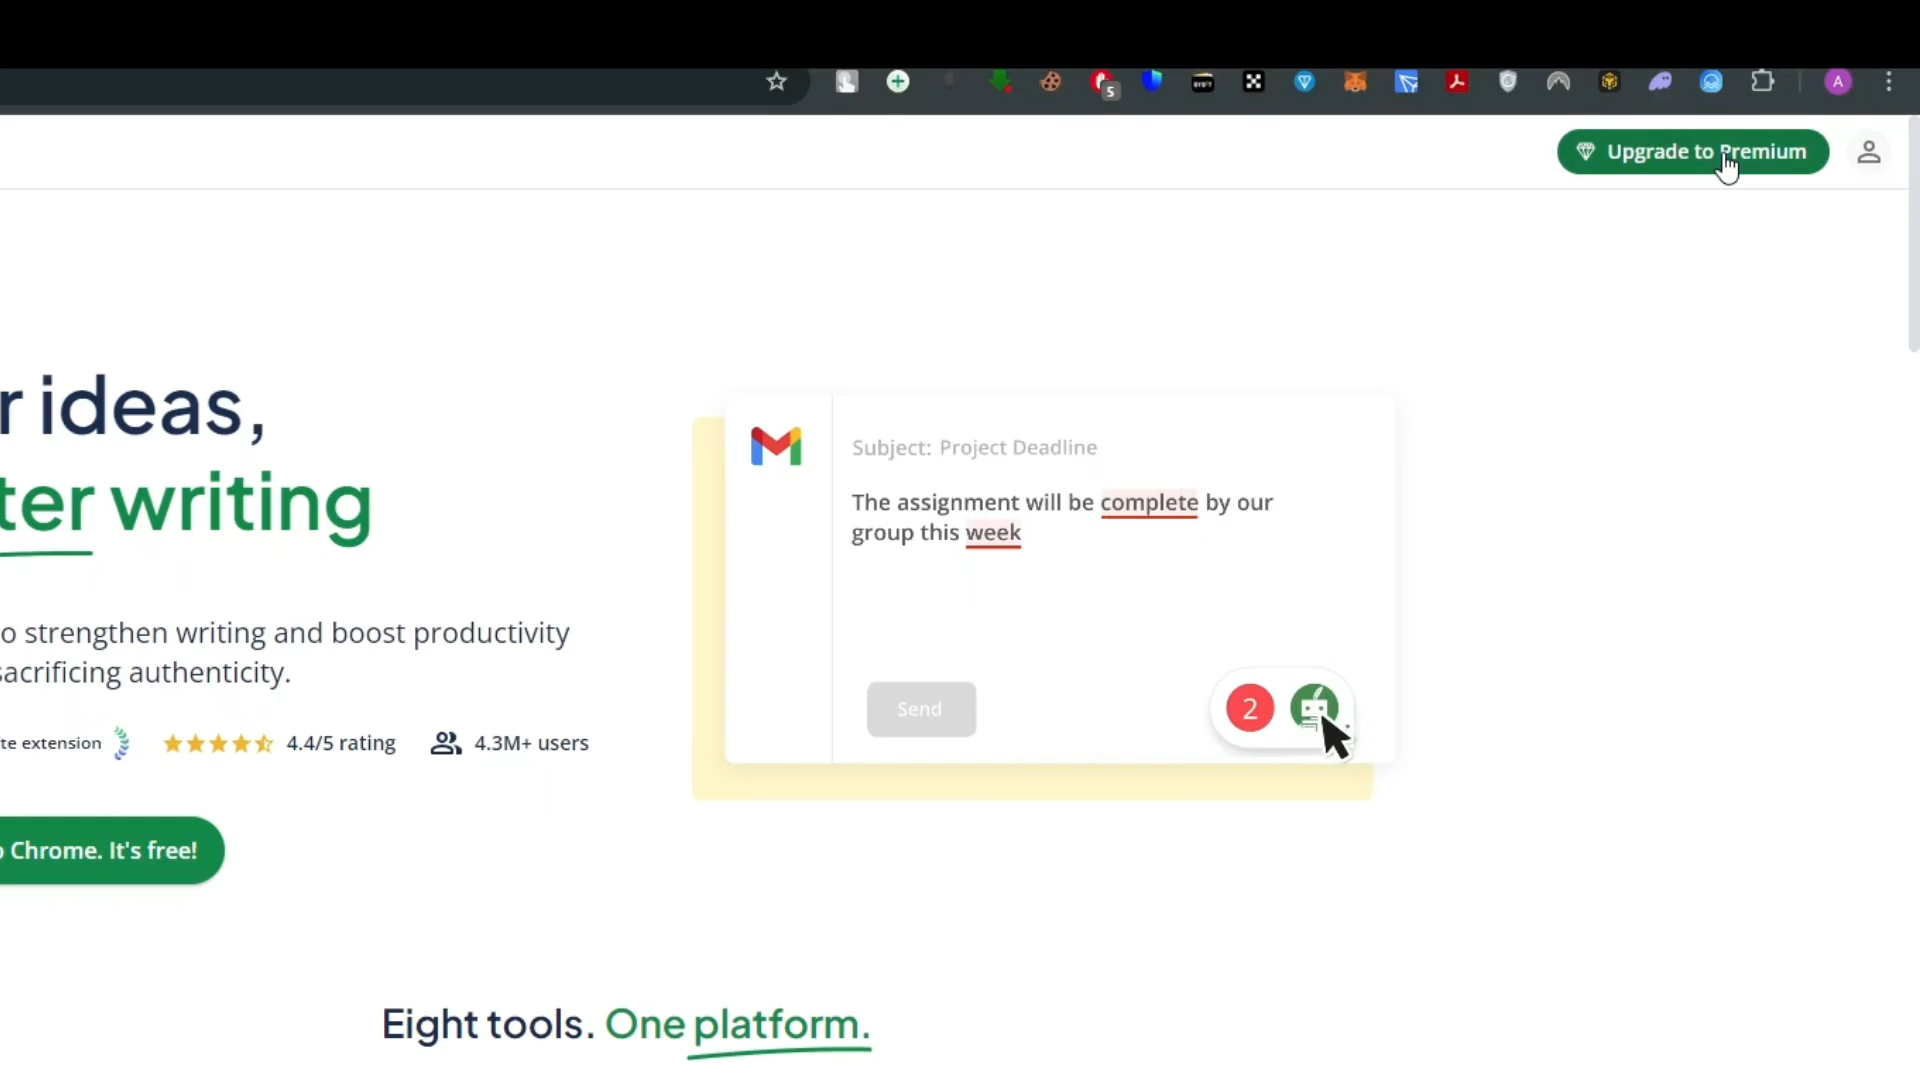 5
A
Upgrade to Premium
r ideas,
ter writing
Subject: Project Deadline
The assignment will be complete by our
group this week
o strengthen writing and boost productivity
sacrificing authenticity.
Send
2
te extension
4.4/5 rating
4.3M+ users
o Chrome. It's free!
Eight tools. One platform.